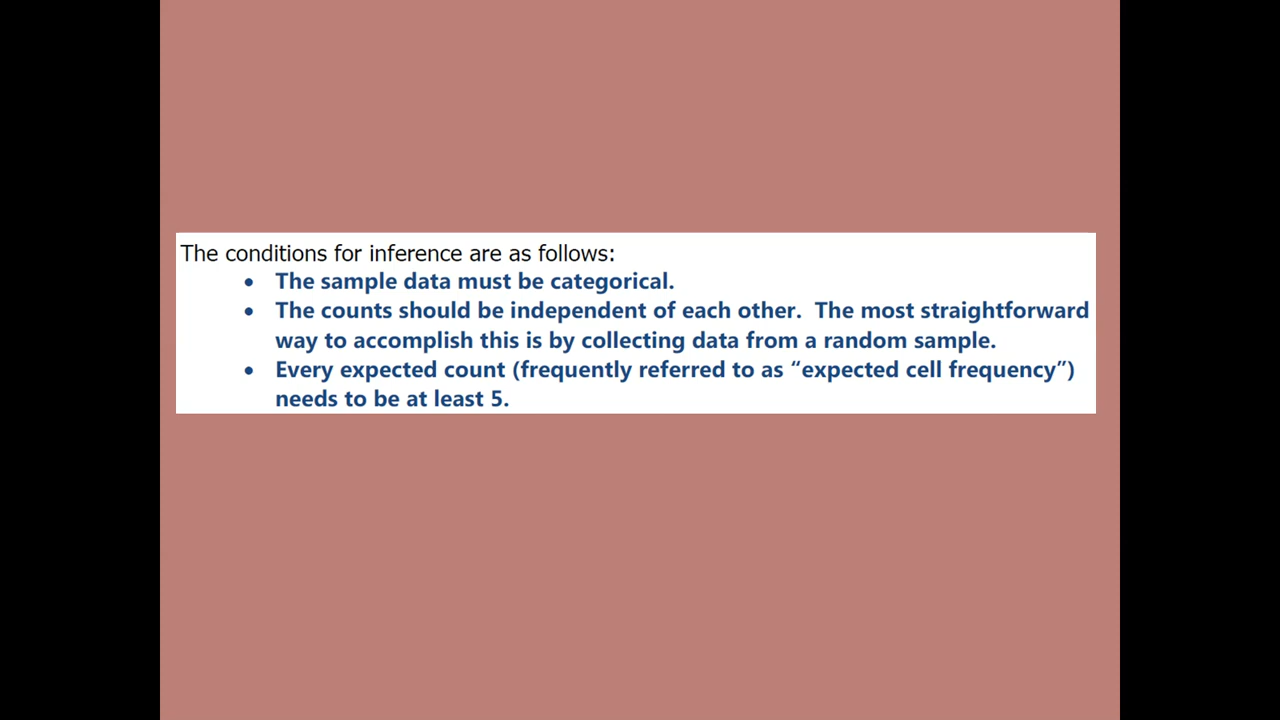 The conditions for inference are as follows:
• The sample data must be categorical.
• The counts should be independent of each other.  The most straightforward
way to accomplish this is by collecting data from a random sample.
• Every expected count (frequently referred to as “expected cell frequency”)
needs to be at least 5.